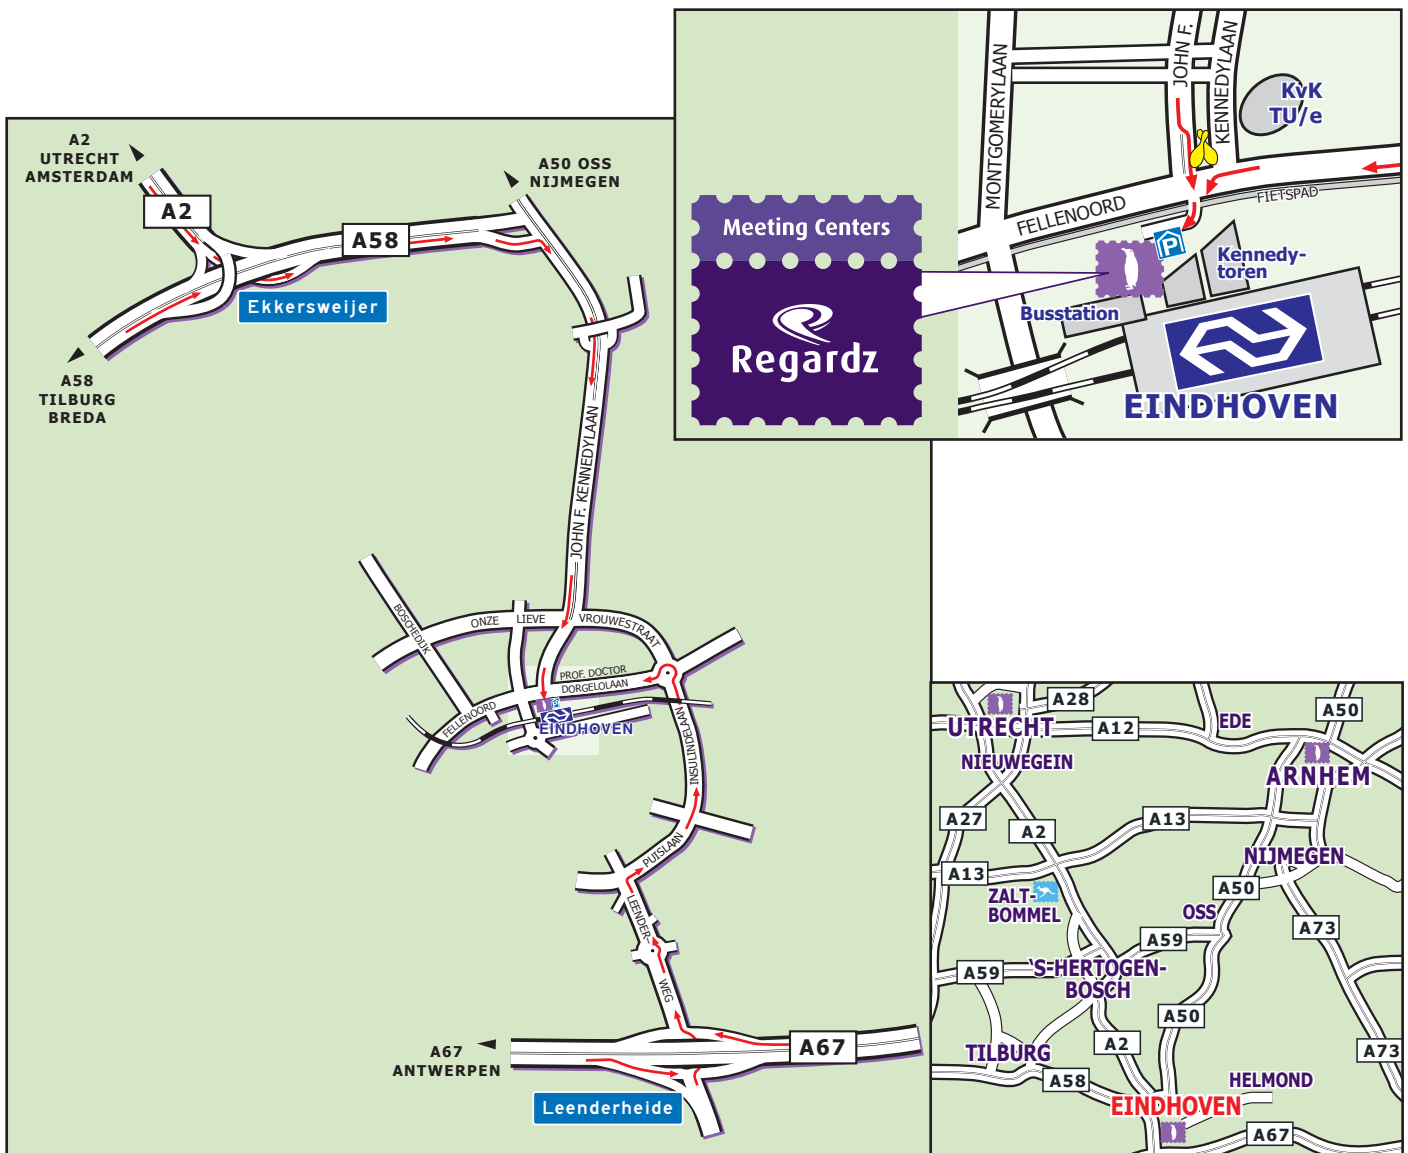 A2
UTRECHT
AMSTERDAM
A2
A58
A50 OSS
NIJMEGEN
Ekkersweijer
A58
TILBURG
BREDA
JOHN F. KENNEDYLAAN
BOSCHEDIJK
ONZE LIEVE VROUWESTRAAT
PROF. DOCTOR
DORGELOLAAN
FELLENOORD
P
EINDHOVEN
INSULINDELAAN
PUISLAAN
LEENDER-
WEG
A67
ANTWERPEN
A67
Leenderheide
Meeting Centers
Regardz
MONTGOMERYLAAN
JOHN F.
KENNEDYLAAN
KvK
TU/e
FELLENOORD
FIETSPAD
P
Kennedy-
toren
Busstation
EINDHOVEN
A28
UTRECHT
A12
EDE
A50
NIEUWEGEIN
ARNHEM
A27
A2
A13
NIJMEGEN
A13
A50
ZALT-
BOMMEL
OSS
A73
A59
A59
'S-HERTOGEN-
BOSCH
A50
TILBURG
A2
A73
A58
HELMOND
EINDHOVEN
A67